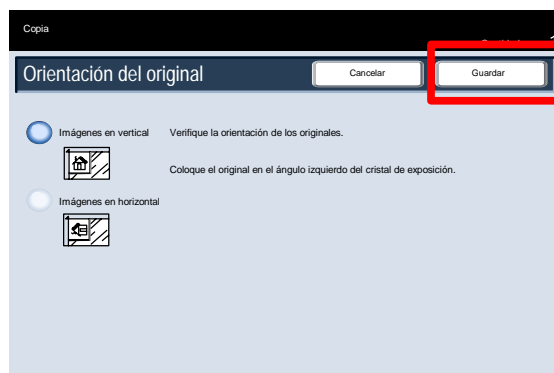 Copia
Orientación del original
Cancelar
Guardar
Imágenes en vertical
Verifique la orientación de los originales.
Coloque el original en el ángulo izquierdo del cristal de exposición.
Imágenes en horizontal